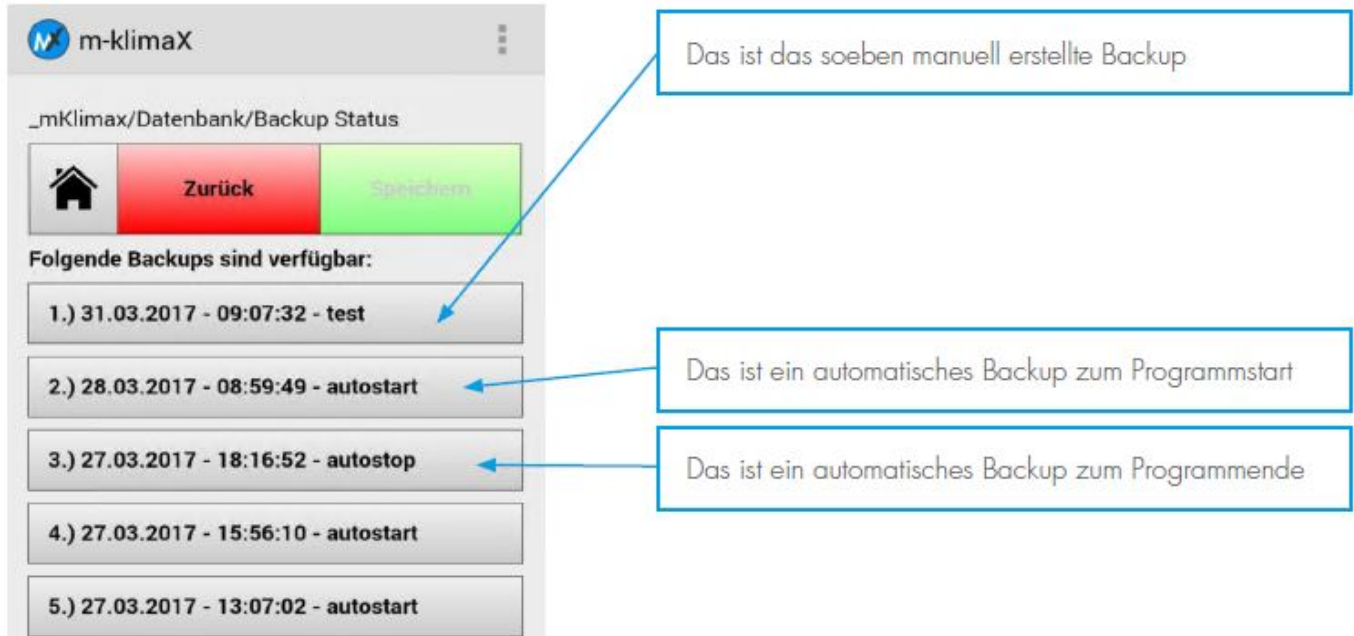 m-klimaX
_mKlimax/Datenbank/Backup Status
Zurück
Speichern
Folgende Backups sind verfügbar:
1.) 31.03.2017 - 09:07:32 - test
2.) 28.03.2017 - 08:59:49 - autostart
3.) 27.03.2017 - 18:16:52 - autostop
4.) 27.03.2017 - 15:56:10 - autostart
5.) 27.03.2017 - 13:07:02 - autostart
Das ist das soeben manuell erstellte Backup
Das ist ein automatisches Backup zum Programmstart
Das ist ein automatisches Backup zum Programmende